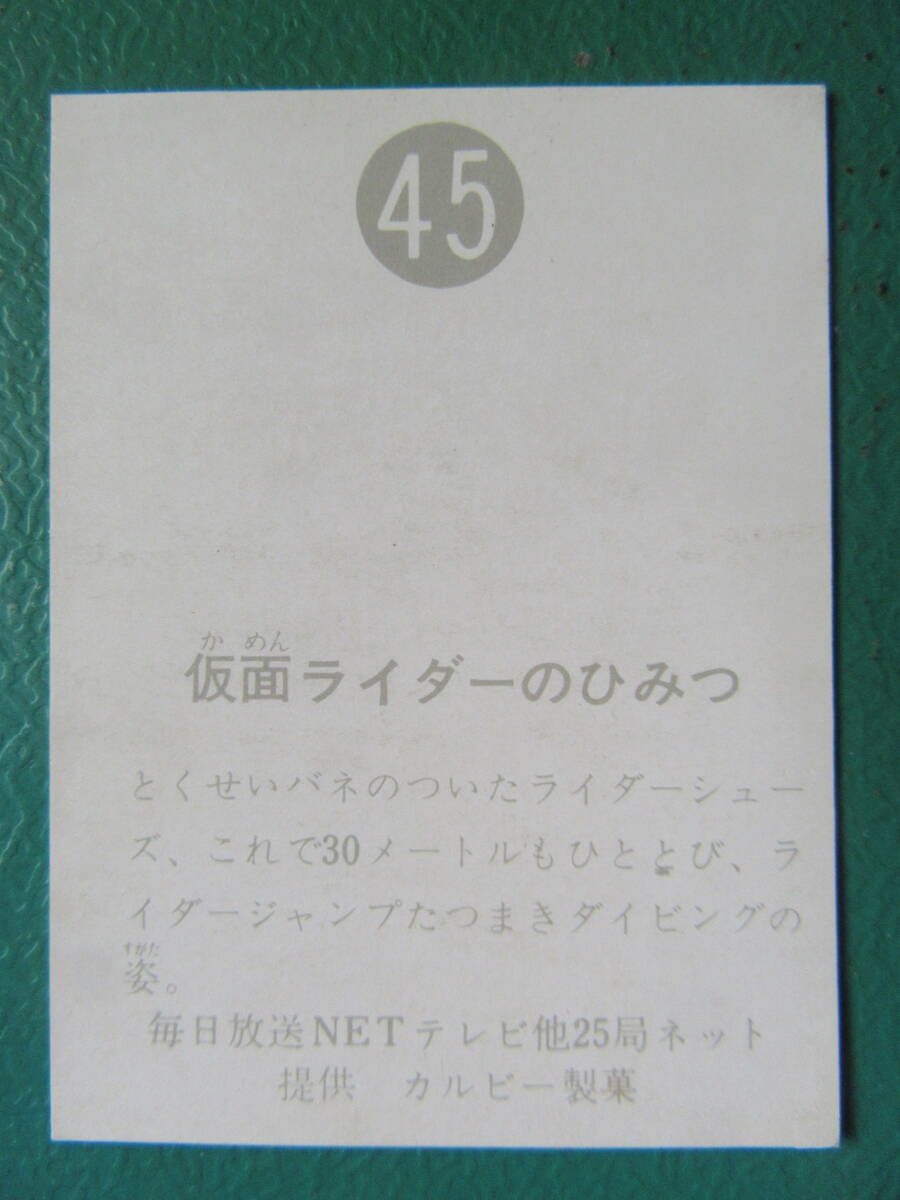 45
か めん
仮面ライダーのひみつ
とくせいバネのついたライダーシュー
ズ、これで30メートルもひととび、ラ
イダージャンプたつまきダイビングの
すがた
姿。
毎日放送NETテレビ他25局ネット
提供 カルビー製菓